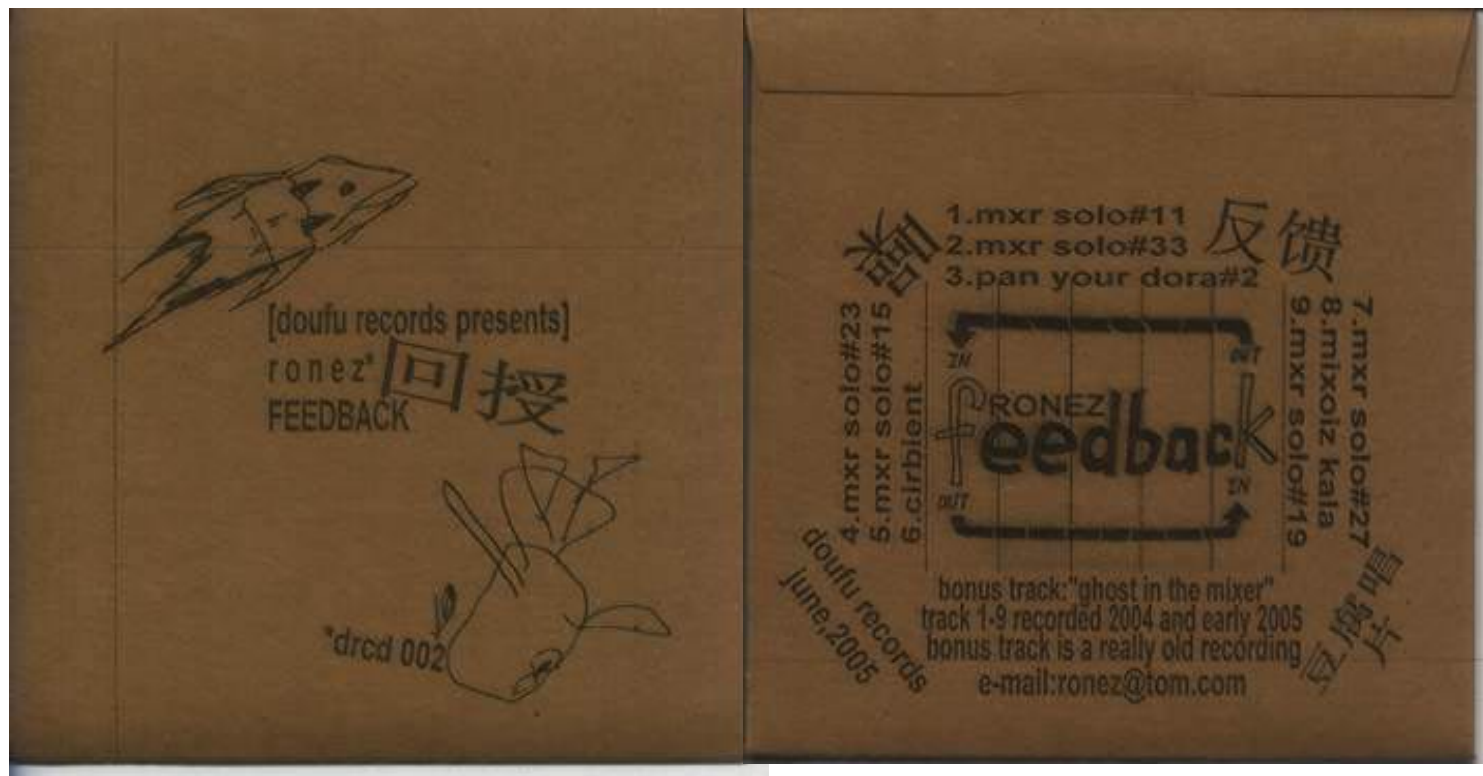 [doufu records presents]
ronez*
回授
FEEDBACK
*drcd 002
1.mxr solo#11
2.mxr solo#33
3.pan your dora#2
反馈
4.mxr solo#23
5.mxr solo#15
6.cirbient
7.mxr solo#27
8.mixoiz kala
9.mxr solo#19
IN
OUT
RONEZ
feedback
OUT
IN
doufu records
june,2005
bonus track:"ghost in the mixer"
track 1-9 recorded 2004 and early 2005
bonus track is a really old recording
e-mail:ronez@tom.com
豆腐唱
片